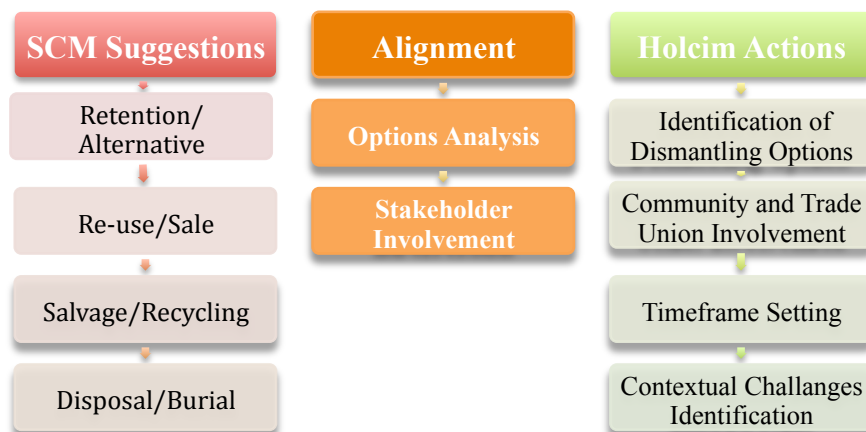 SCM Suggestions
Retention/
Alternative
Re-use/Sale
Salvage/Recycling
Disposal/Burial
Alignment
Options Analysis
Stakeholder
Involvement
Holcim Actions
Identification of
Dismantling Options
Community and Trade
Union Involvement
Timeframe Setting
Contextual Challanges
Identification